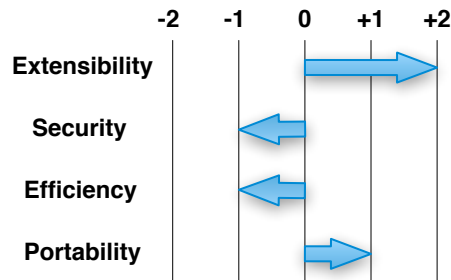 -2 -1 0 +1 +2
Extensibility
Security
Efficiency
Portability